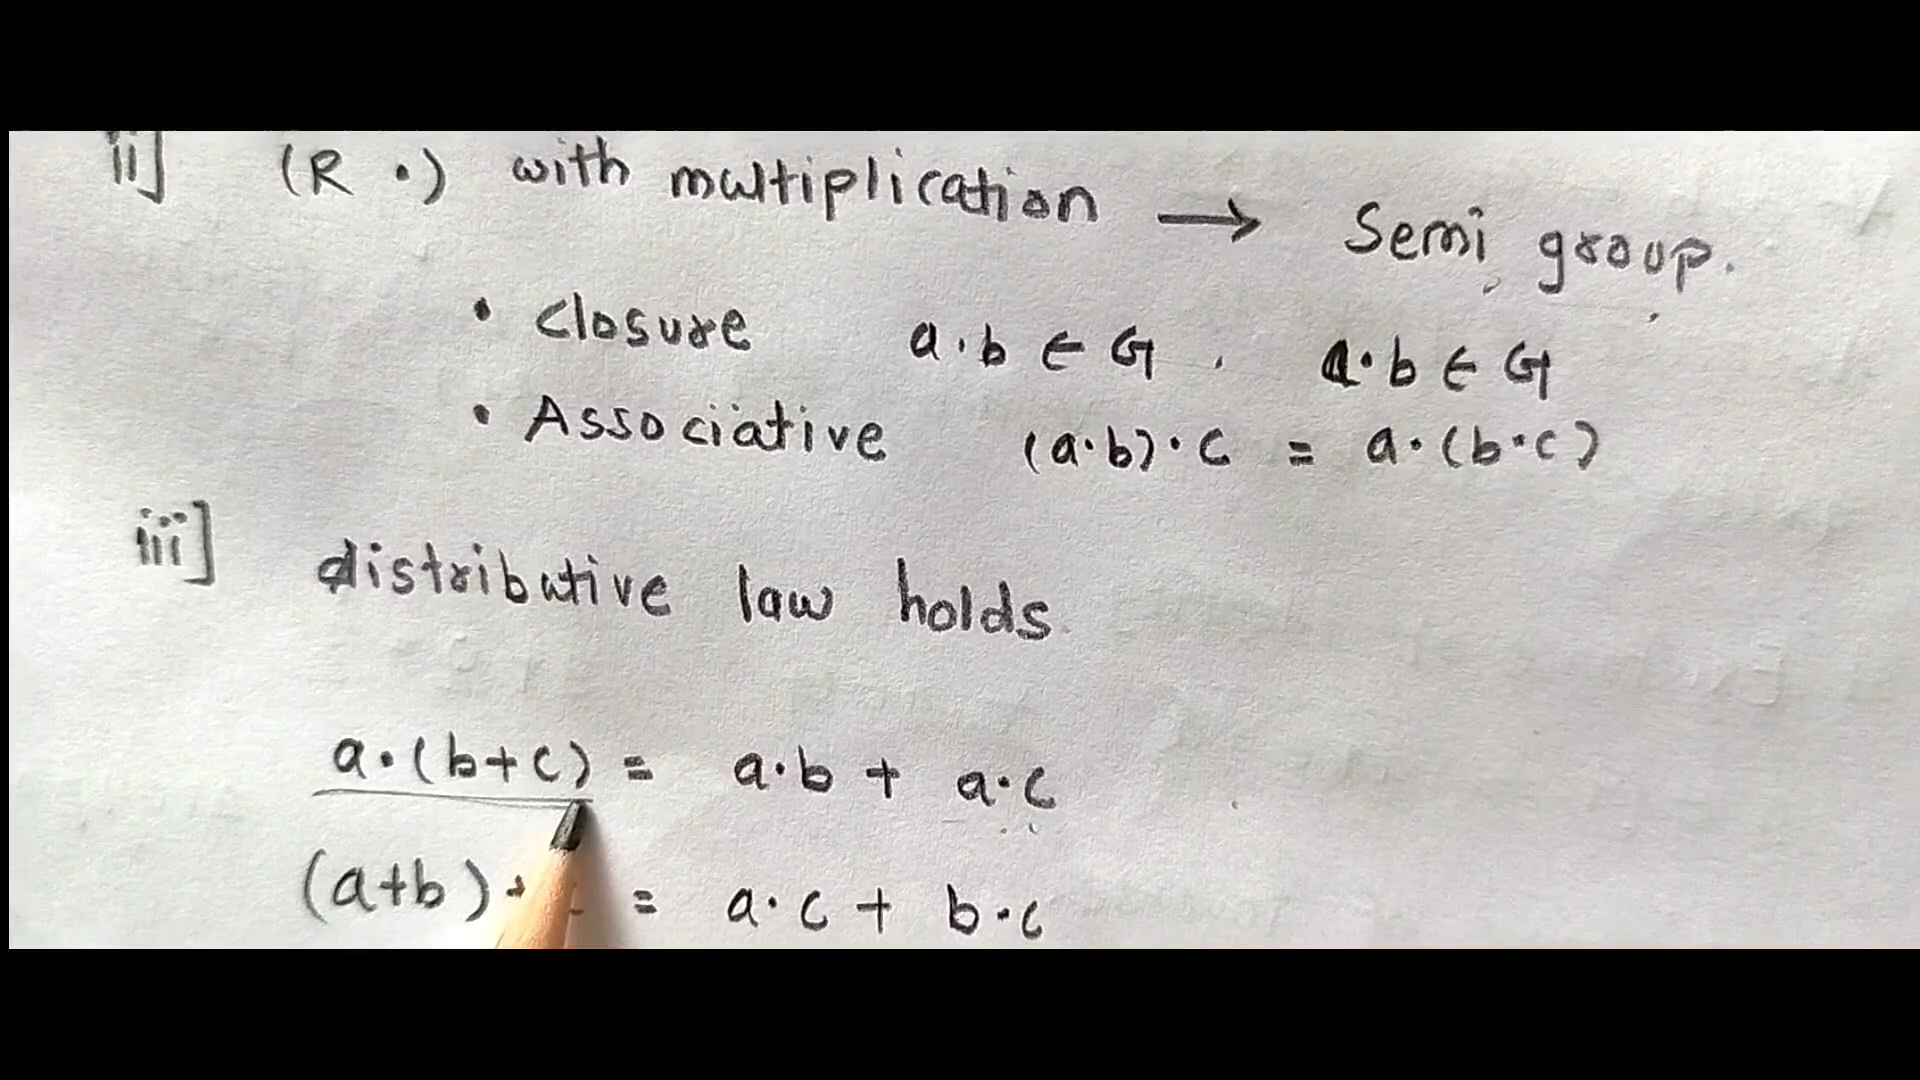 ii] (R •) with multiplication → Semi group.
• Closure a·b ∈ G . a·b ∈ G
• Associative (a·b)·c = a·(b·c)
iii] distributive law holds
a·(b+c) = a·b + a·c
(a+b)· = a·c + b·c